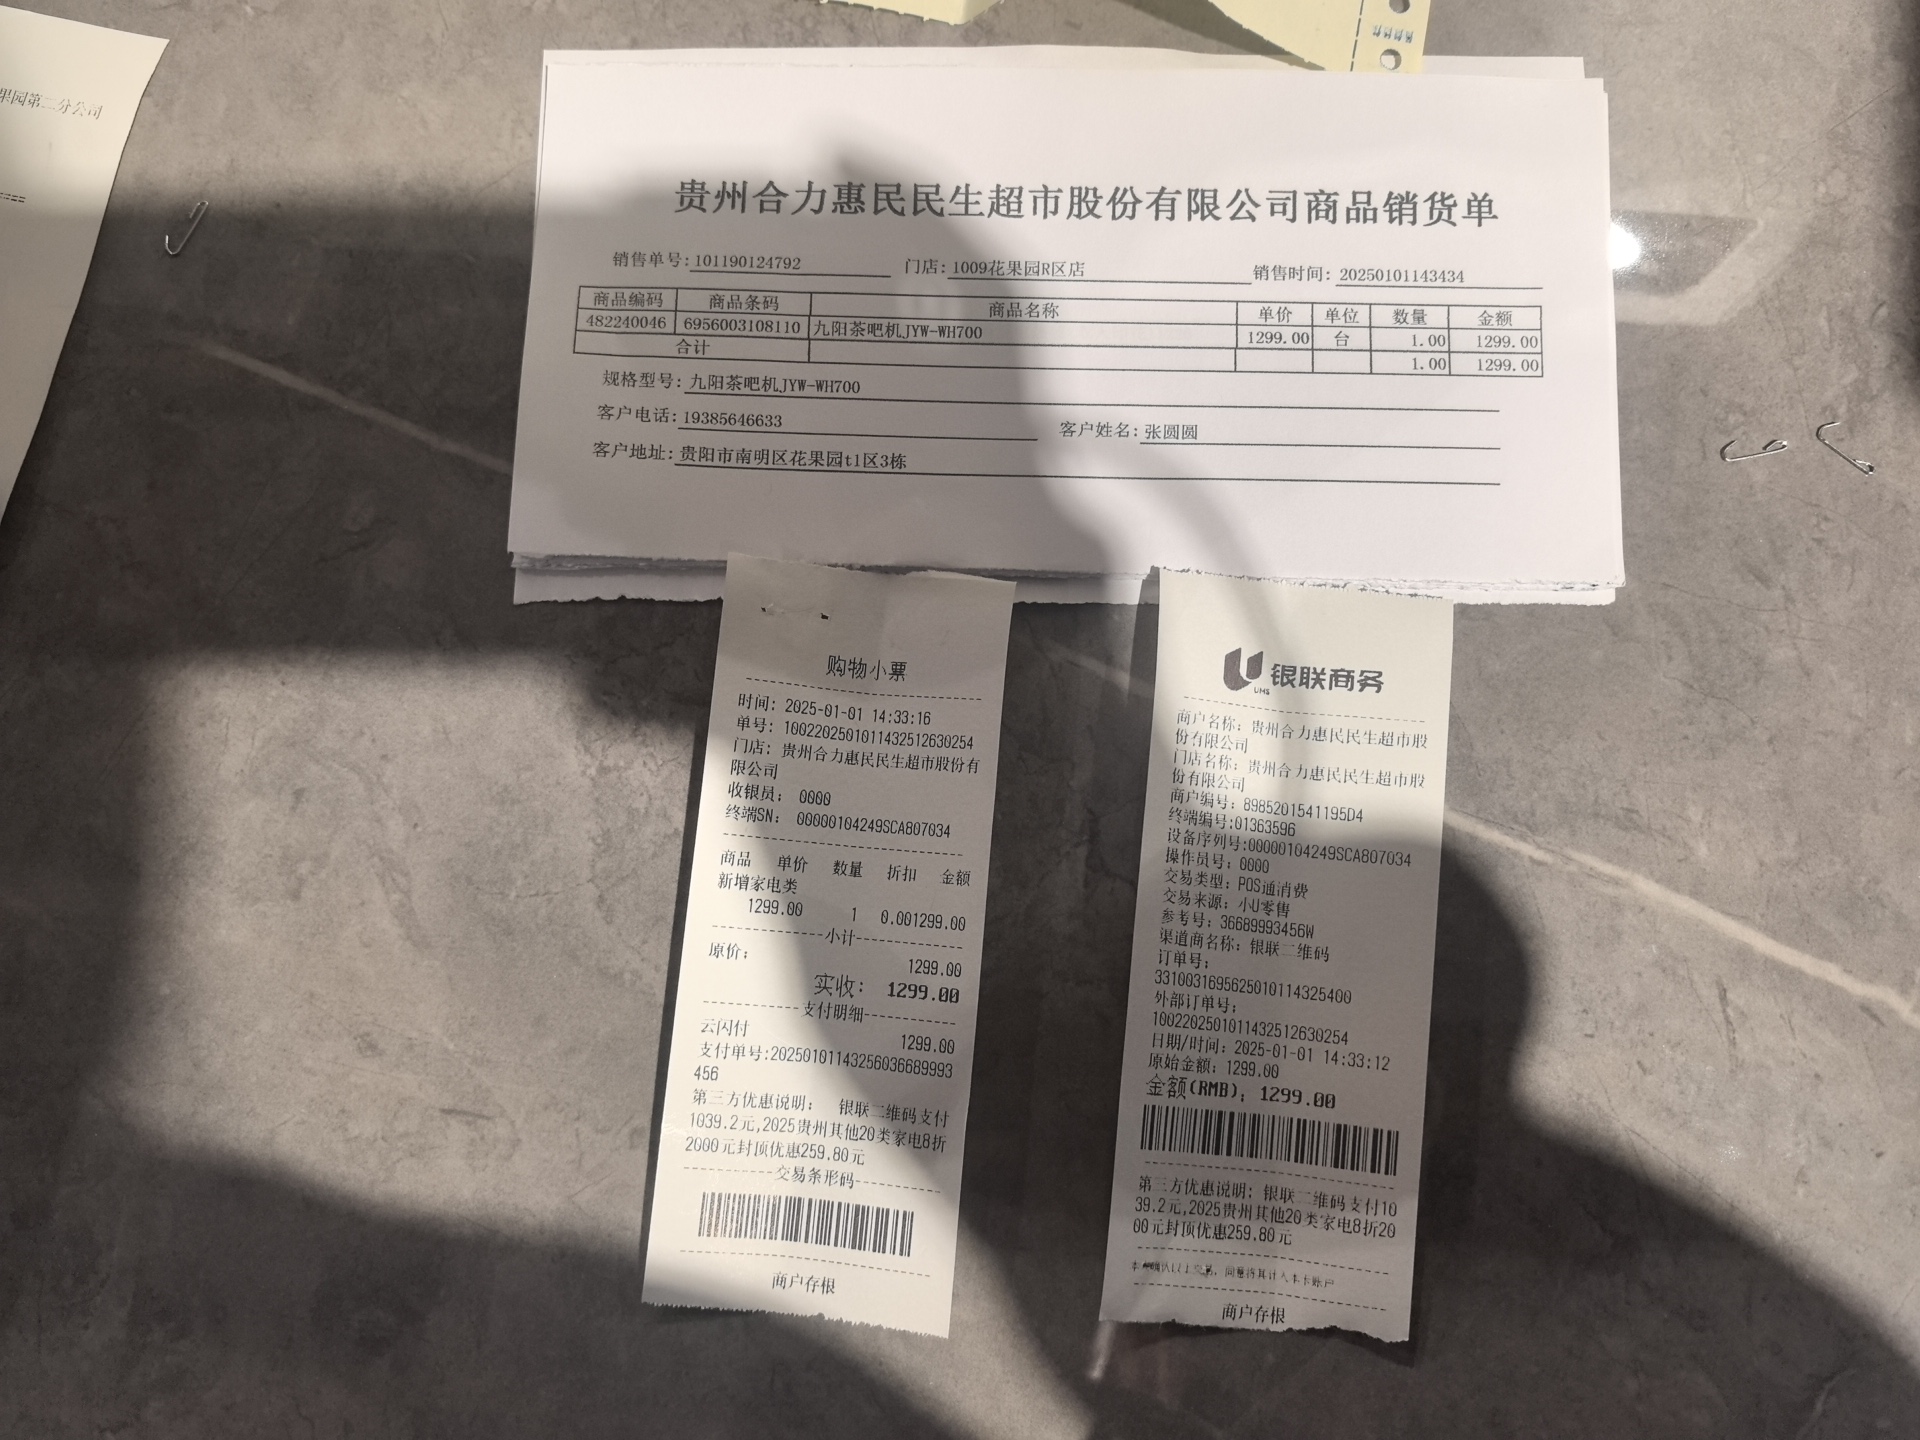 果园第二分公司
贵州合力惠民民生超市股份有限公司商品销货单
销售单号: 101190124792 门店: 1009花果园R区店 销售时间: 20250101143434
商品编码 商品条码 商品名称 单价 单位 数量 金额
482240046 6956003108110 九阳茶吧机JYW-WH700 1299.00 台 1.00 1299.00
合计 1.00 1299.00
规格型号: 九阳茶吧机JYW-WH700
客户电话: 19385646633 客户姓名: 张圆圆
客户地址: 贵阳市南明区花果园t1区3栋
购物小票
时间: 2025-01-01 14:33:16
单号: 1002202501011432512630254
门店: 贵州合力惠民民生超市股份有
限公司
收银员: 0000
终端SN: 00000104249SCA807034
商品 单价 数量 折扣 金额
新增家电类
1299.00 1 0.001299.00
小计
原价: 1299.00
实收: 1299.00
支付明细
云闪付 1299.00
支付单号:20250101143256036689993
456
第三方优惠说明: 银联二维码支付
1039.2元,2025贵州其他20类家电8折
2000元封顶优惠259.80元
交易条形码
商户存根
UMS 银联商务
商户名称: 贵州合力惠民民生超市股
份有限公司
门店名称: 贵州合力惠民民生超市股
份有限公司
商户编号: 8985201541195D4
终端编号:01363596
设备序列号:00000104249SCA807034
操作员号: 0000
交易类型: POS通消费
交易来源: 小U零售
参考号: 36689993456W
渠道商名称: 银联二维码
订单号:
3310031695625010114325400
外部订单号:
1002202501011432512630254
日期/时间: 2025-01-01 14:33:12
原始金额: 1299.00
金额(RMB): 1299.00
第三方优惠说明: 银联二维码支付10
39.2元,2025贵州其他20类家电8折20
00元封顶优惠259.80元
同意将其计入本卡账户
商户存根